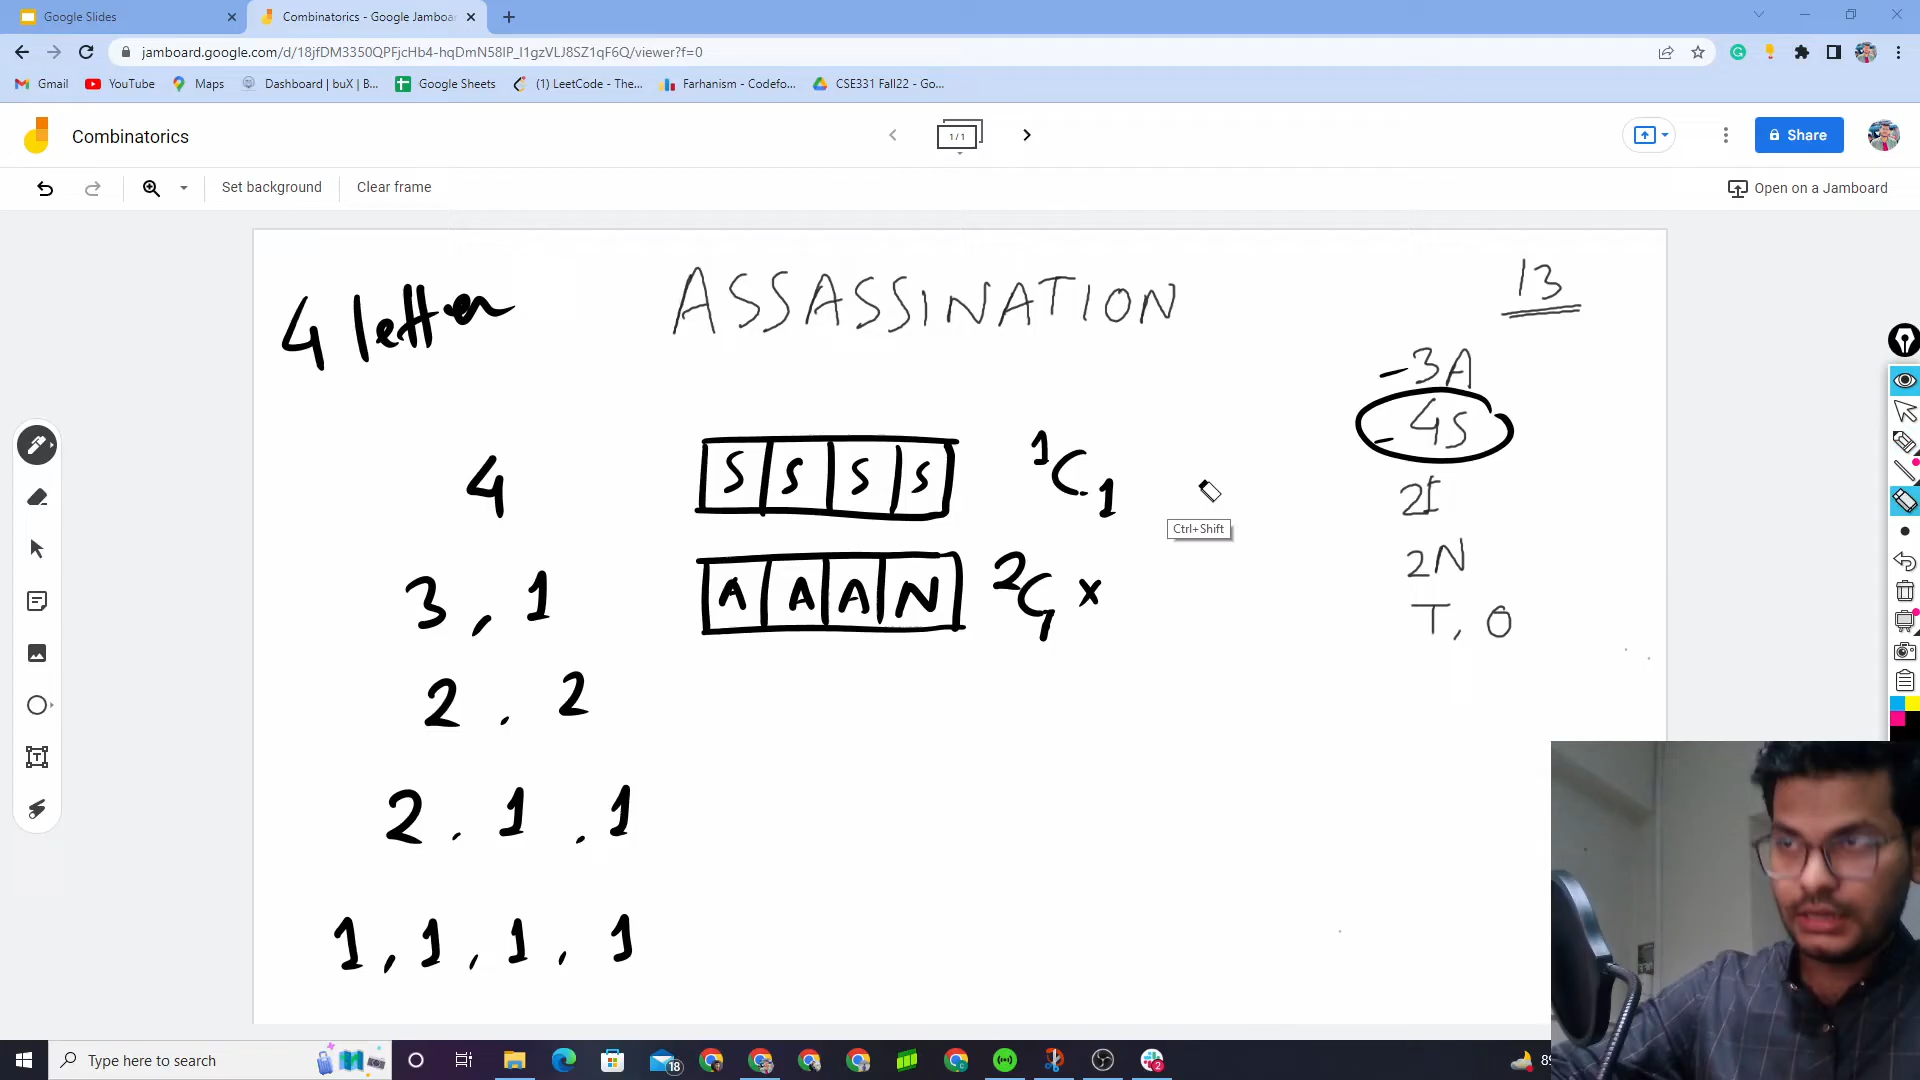 Google Slides
Combinatorics - Google Jamboar
jamboard.google.com/d/18jfDM3350QPFjcHb4-hqDmN58IP_I1gzVLJ8SZ1qF6Q/viewer?f=0
Gmail
YouTube
Maps
Dashboard | buX | B...
Google Sheets
(1) LeetCode - The...
Farhanism - Codefo...
CSE331 Fall22 - Go...
Combinatorics
1 / 1
Share
Set background
Clear frame
Open on a Jamboard
4 letter
ASSASSINATION
13
- 3A
- 4S
2I
2N
T, O
4
S S S S
¹C₁
Ctrl+Shift
3, 1
A A A N
²C₁ ×
2, 2
2, 1, 1
1, 1, 1, 1
Type here to search
18
2